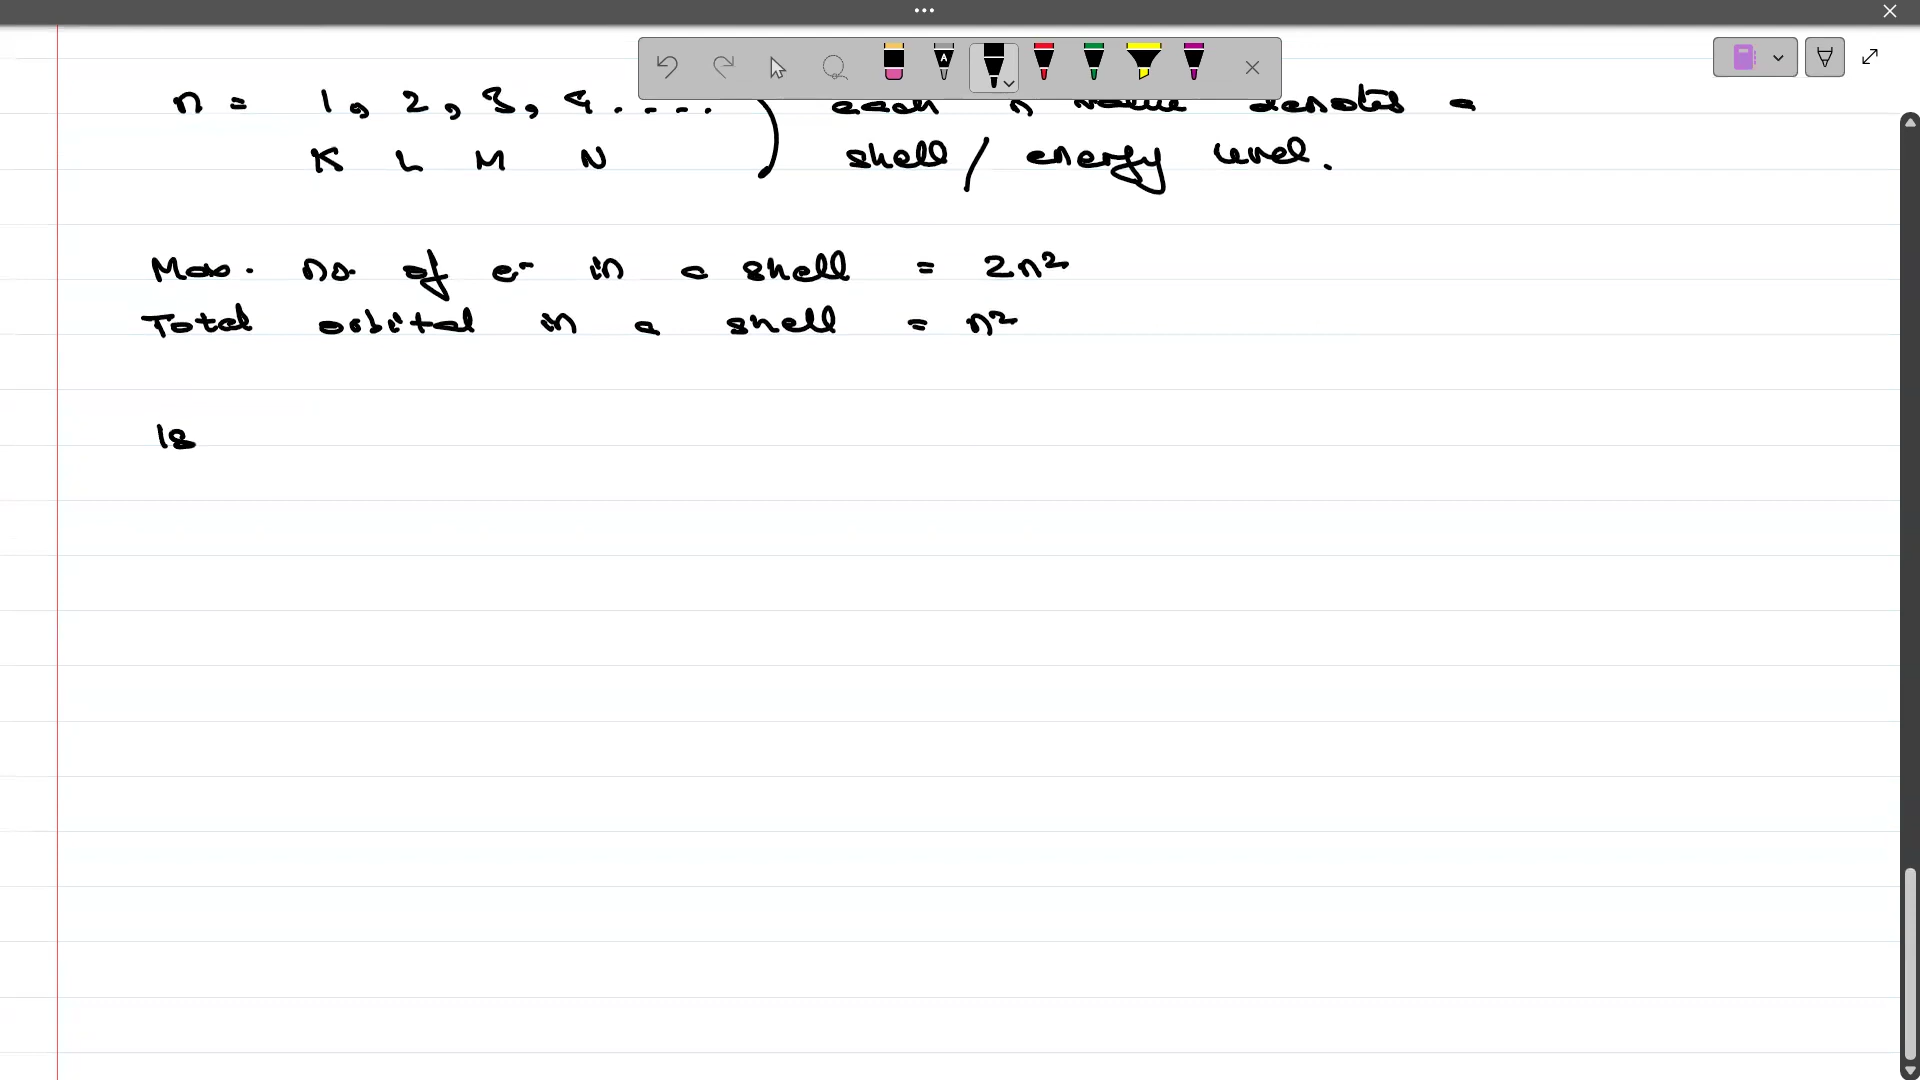 n = 1, 2, 3, 4 . . . . ) each n value denotes a
K L M N shell / energy level.
Max. no. of e- in a shell = 2n²
Total orbital in a shell = n²
1s